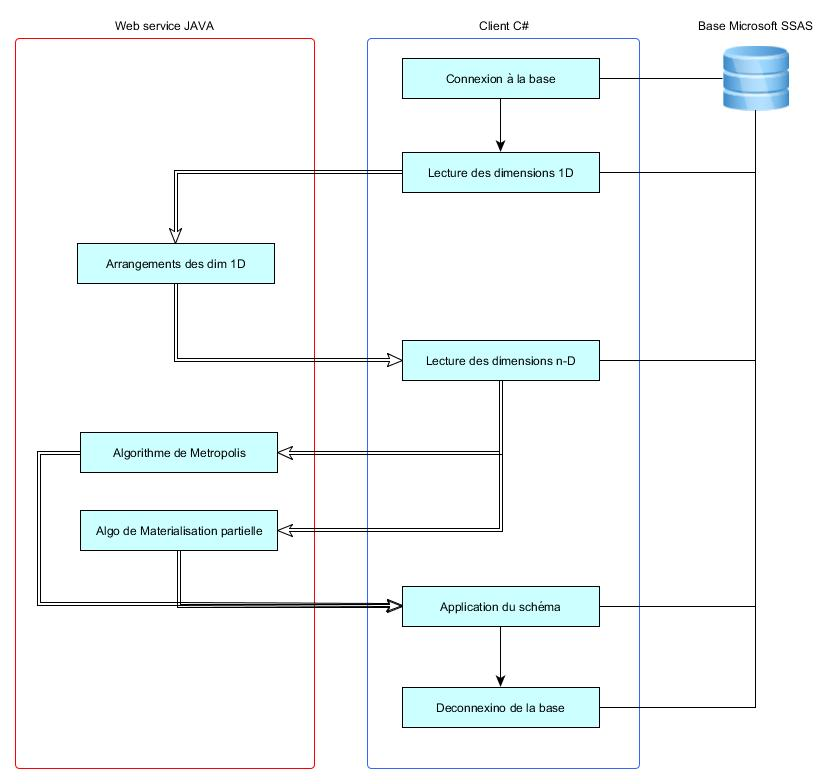 Web service JAVA
Client C#
Base Microsoft SSAS
Connexion à la base
Lecture des dimensions 1D
Arrangements des dim 1D
Lecture des dimensions n-D
Algorithme de Metropolis
Algo de Materialisation partielle
Application du schéma
Deconnexino de la base